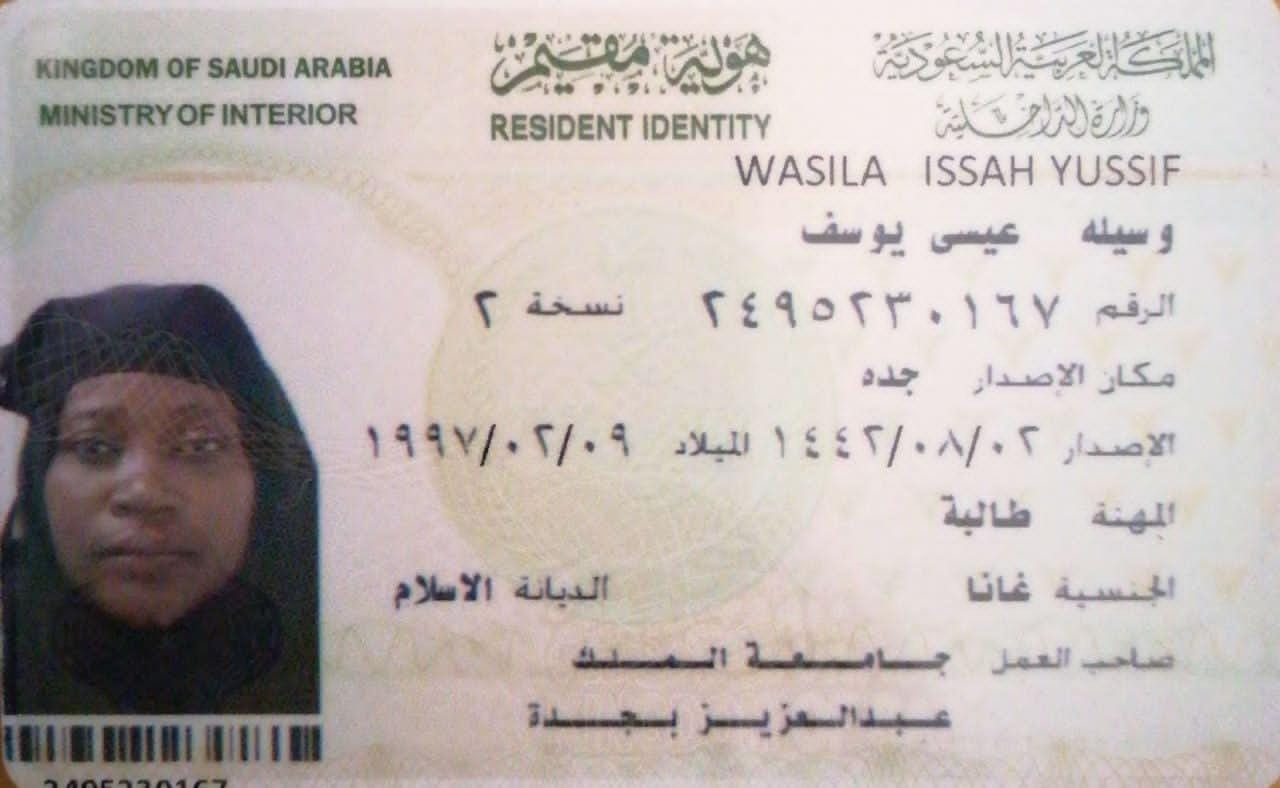 KINGDOM OF SAUDI ARABIA
MINISTRY OF INTERIOR
هوية مقيم
RESIDENT IDENTITY
المملكة العربية السعودية
وزارة الداخلية
WASILA ISSAH YUSSIF
وسيله عيسى يوسف
الرقم ٢٤٩٥٢٣٠١٦٧ نسخة ٢
مكان الإصدار جده
الإصدار ١٤٤٢/٠٨/٠٢ الميلاد ١٩٩٧/٠٢/٠٩
المهنة طالبة
الجنسية غانا الديانة الاسلام
صاحب العمل جامعة الملك
عبدالعزيز بجدة
2495230167